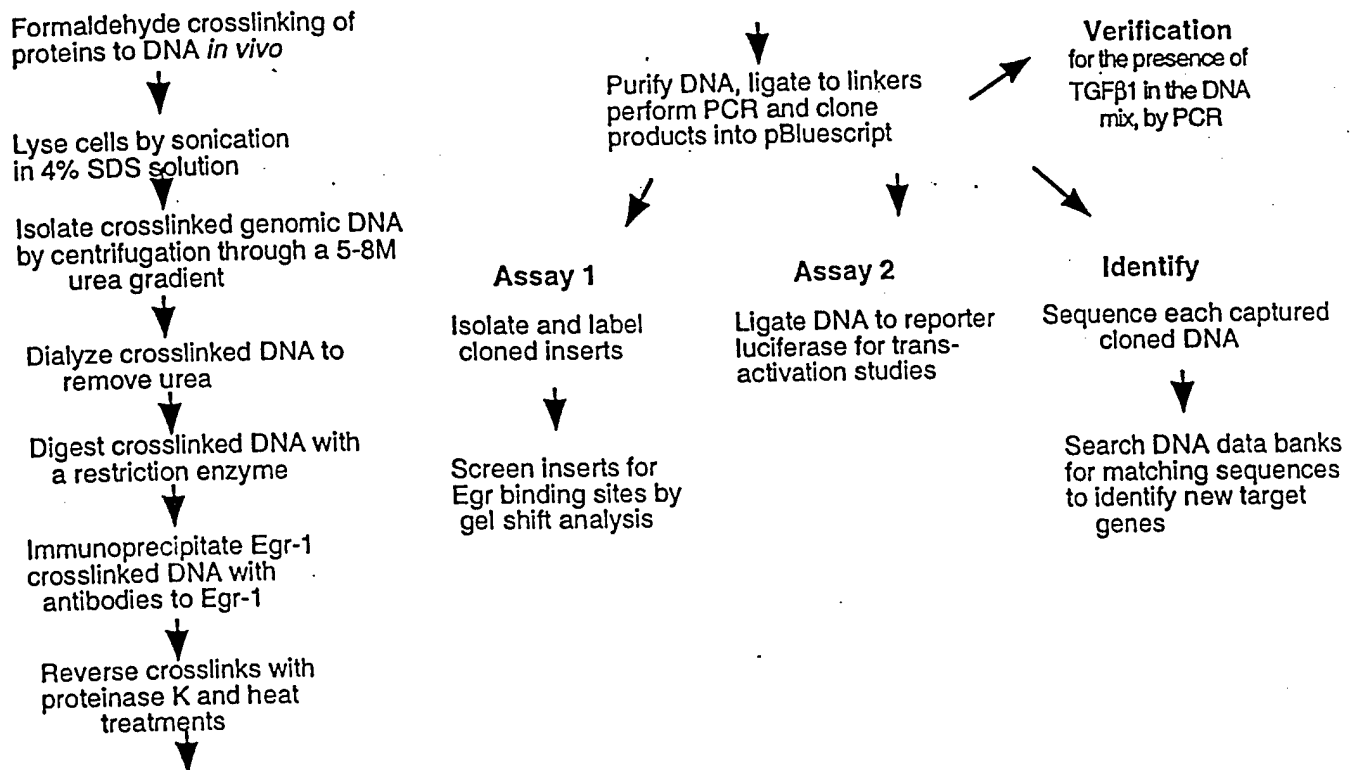 Formaldehyde crosslinking of
proteins to DNA in vivo
Lyse cells by sonication
in 4% SDS solution
Isolate crosslinked genomic DNA
by centrifugation through a 5-8M
urea gradient
Dialyze crosslinked DNA to
remove urea
Digest crosslinked DNA with
a restriction enzyme
Immunoprecipitate Egr-1
crosslinked DNA with
antibodies to Egr-1
Reverse crosslinks with
proteinase K and heat
treatments
Purify DNA, ligate to linkers
perform PCR and clone
products into pBluescript
Verification
for the presence of
TGFβ1 in the DNA
mix, by PCR
Assay 1
Isolate and label
cloned inserts
Screen inserts for
Egr binding sites by
gel shift analysis
Assay 2
Ligate DNA to reporter
luciferase for trans-
activation studies
Identify
Sequence each captured
cloned DNA
Search DNA data banks
for matching sequences
to identify new target
genes